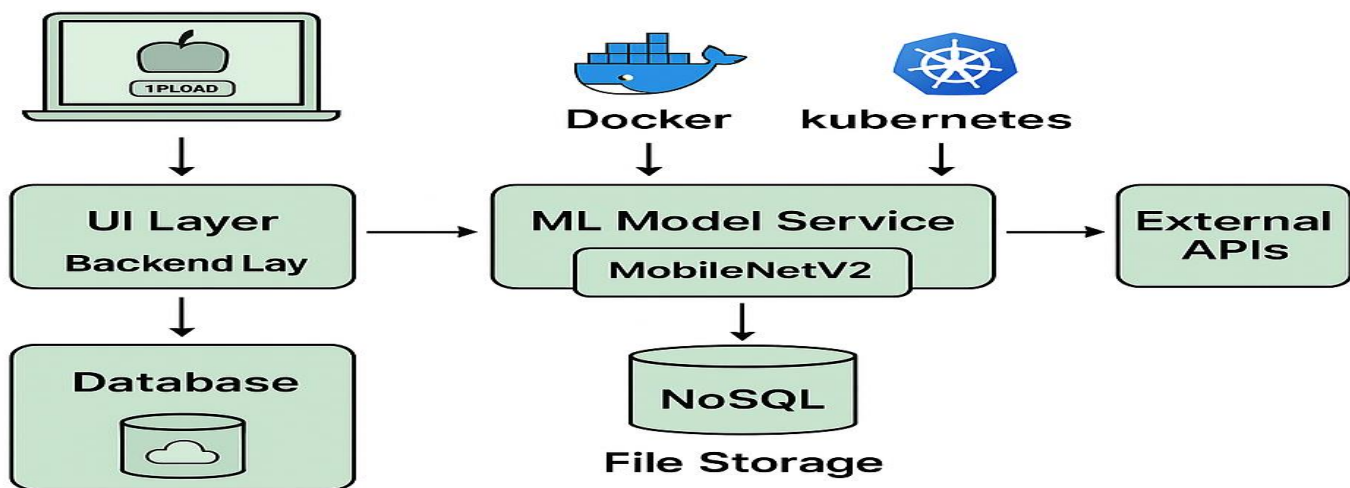 1PLOAD
Docker
kubernetes
UI Layer
Backend Lay
ML Model Service
MobileNetV2
External
APIs
Database
NoSQL
File Storage